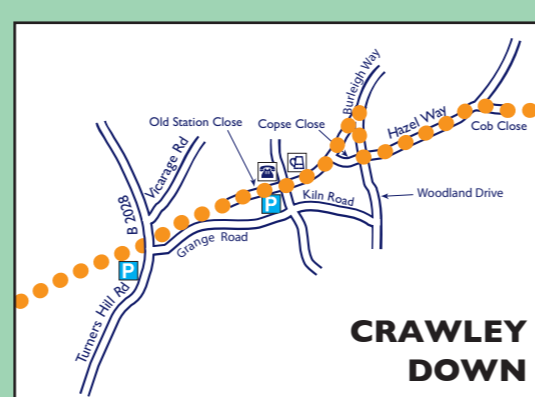 Burleigh Way
Old Station Close
Copse Close
Hazel Way
Cob Close
Vicarage Rd
B 2028
Kiln Road
Woodland Drive
P
Grange Road
P
Turners Hill Rd
CRAWLEY
DOWN